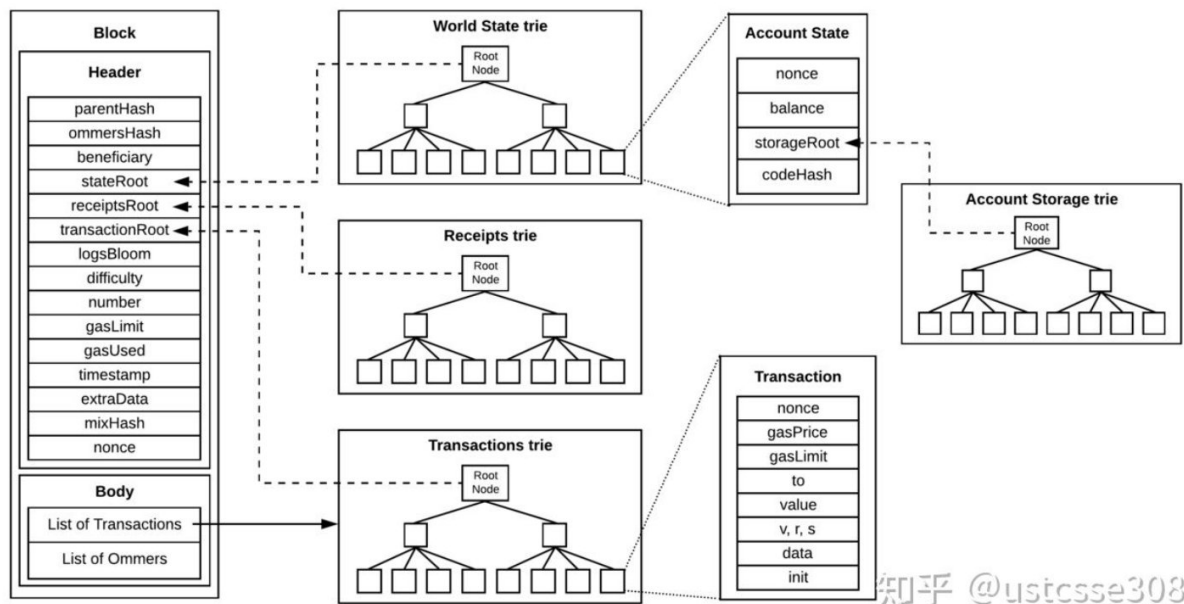 Block
Header
parentHash
ommersHash
beneficiary
stateRoot
receiptsRoot
transactionRoot
logsBloom
difficulty
number
gasLimit
gasUsed
timestamp
extraData
mixHash
nonce
Body
List of Transactions
List of Ommers
World State trie
Root
Node
Receipts trie
Root
Node
Transactions trie
Root
Node
Account State
nonce
balance
storageRoot
codeHash
Account Storage trie
Root
Node
Transaction
nonce
gasPrice
gasLimit
to
value
v, r, s
data
init
知乎 @ustcsse308